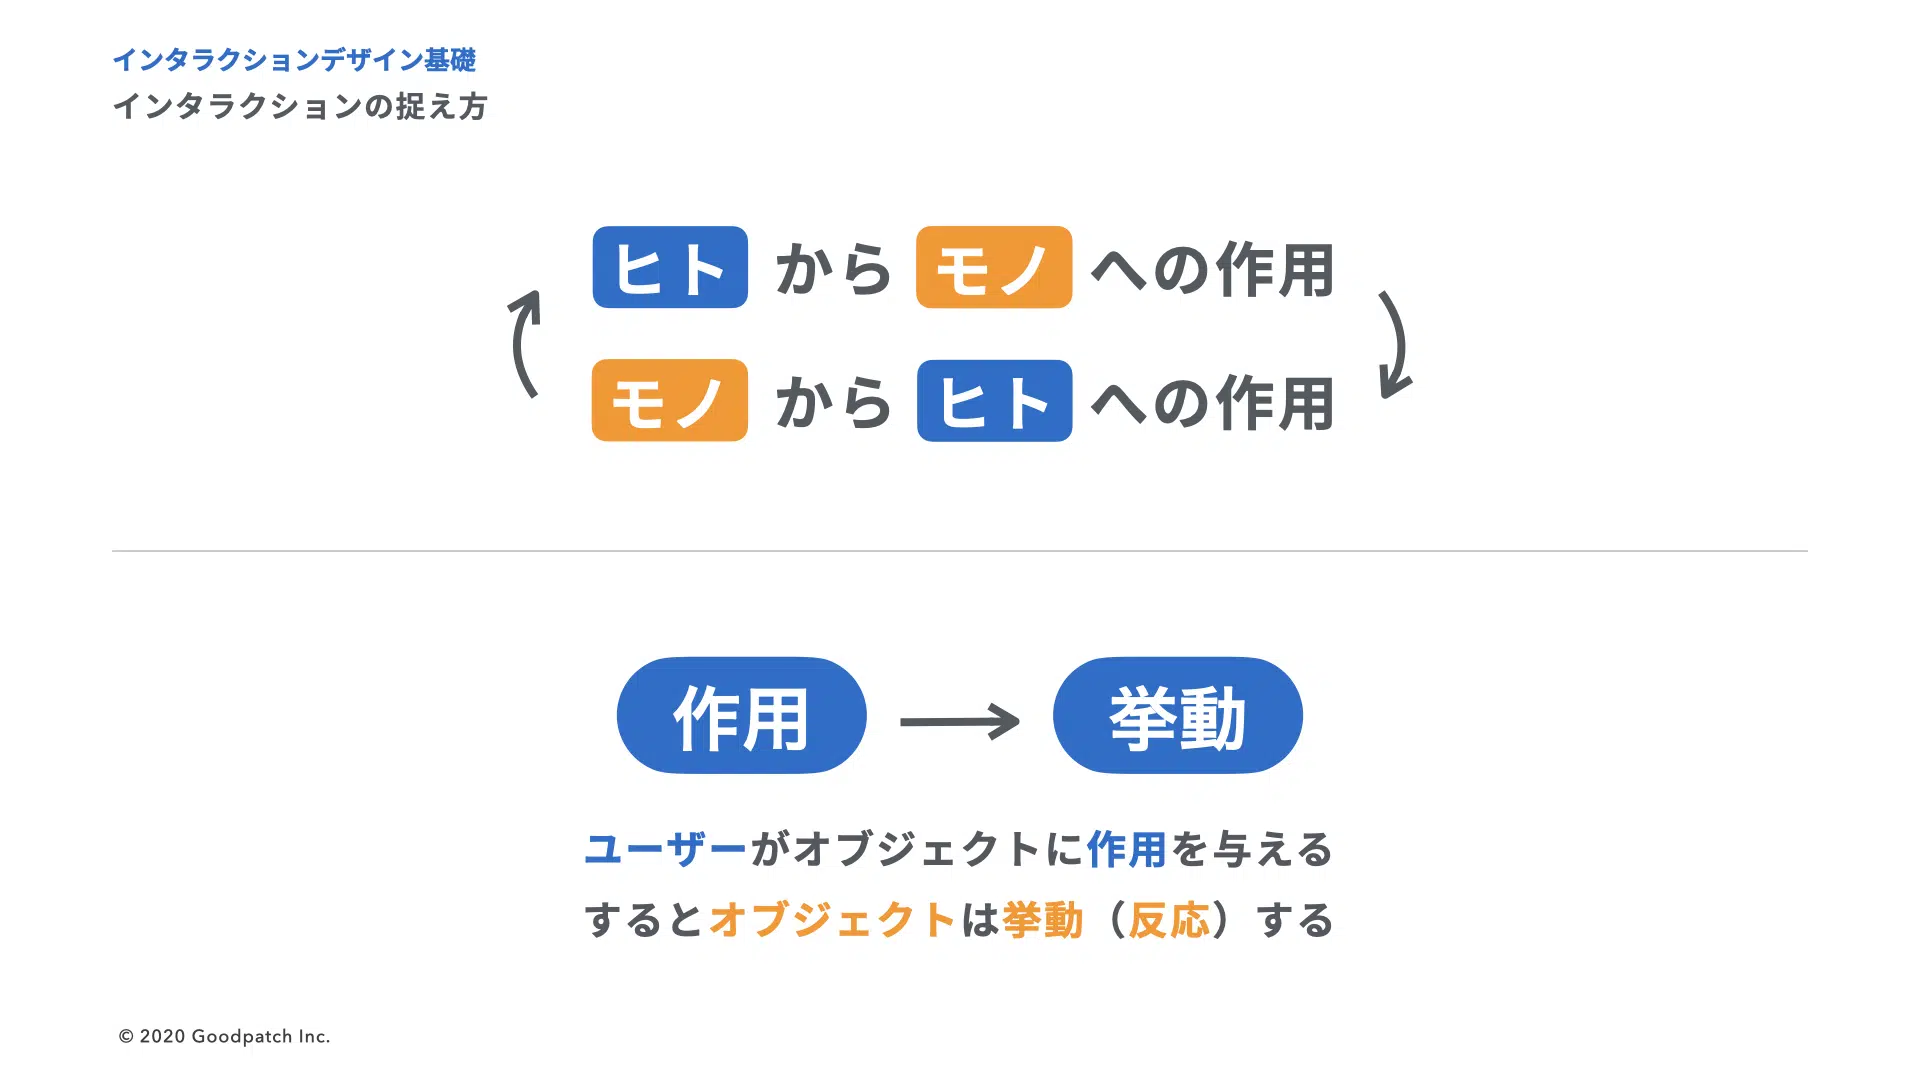 インタラクションデザイン基礎
インタラクションの捉え方
ヒト から モノ への作用
モノ から ヒト への作用
作用 → 挙動
ユーザーがオブジェクトに作用を与える
するとオブジェクトは挙動（反応）する
© 2020 Goodpatch Inc.